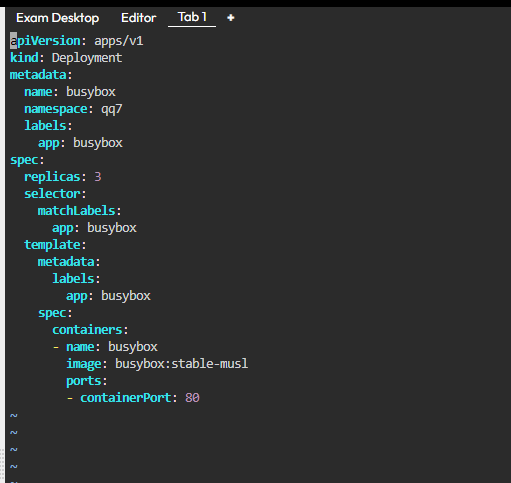 Exam Desktop Editor Tab 1 +
apiVersion: apps/v1
kind: Deployment
metadata:
  name: busybox
  namespace: qq7
  labels:
    app: busybox
spec:
  replicas: 3
  selector:
    matchLabels:
      app: busybox
  template:
    metadata:
      labels:
        app: busybox
    spec:
      containers:
      - name: busybox
        image: busybox:stable-musl
        ports:
        - containerPort: 80
~
~
~
~
~